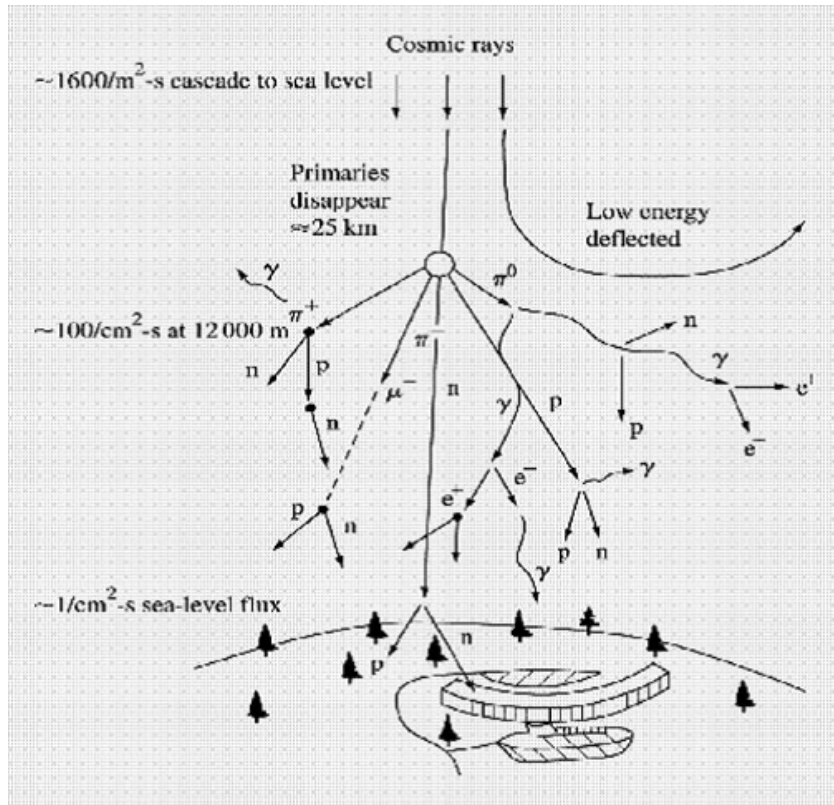 Cosmic rays
~1600/m²-s cascade to sea level
Primaries
disappear
≈25 km
Low energy
deflected
γ
π⁰
π⁺
~100/cm²-s at 12 000 m
π⁻
n
γ
n
p
μ⁻
n
γ
p
e⁺
n
p
e⁻
e⁻
γ
p
n
e⁺
p
n
γ
~1/cm²-s sea-level flux
n
p